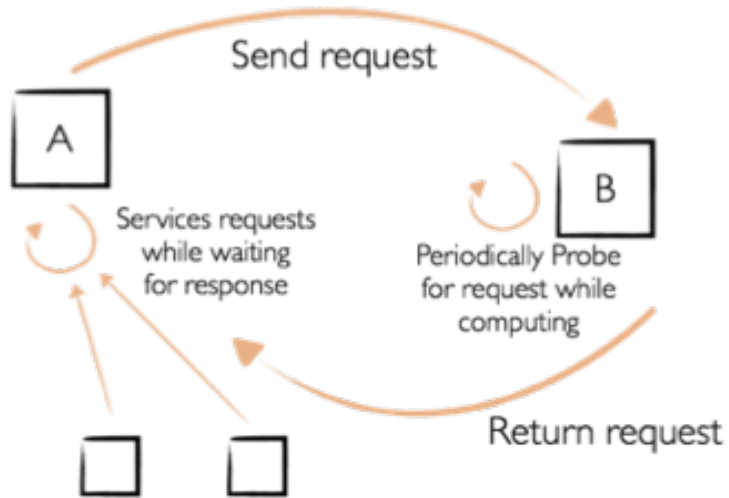 Send request
A
B
Services requests
while waiting
for response
Periodically Probe
for request while
computing
Return request